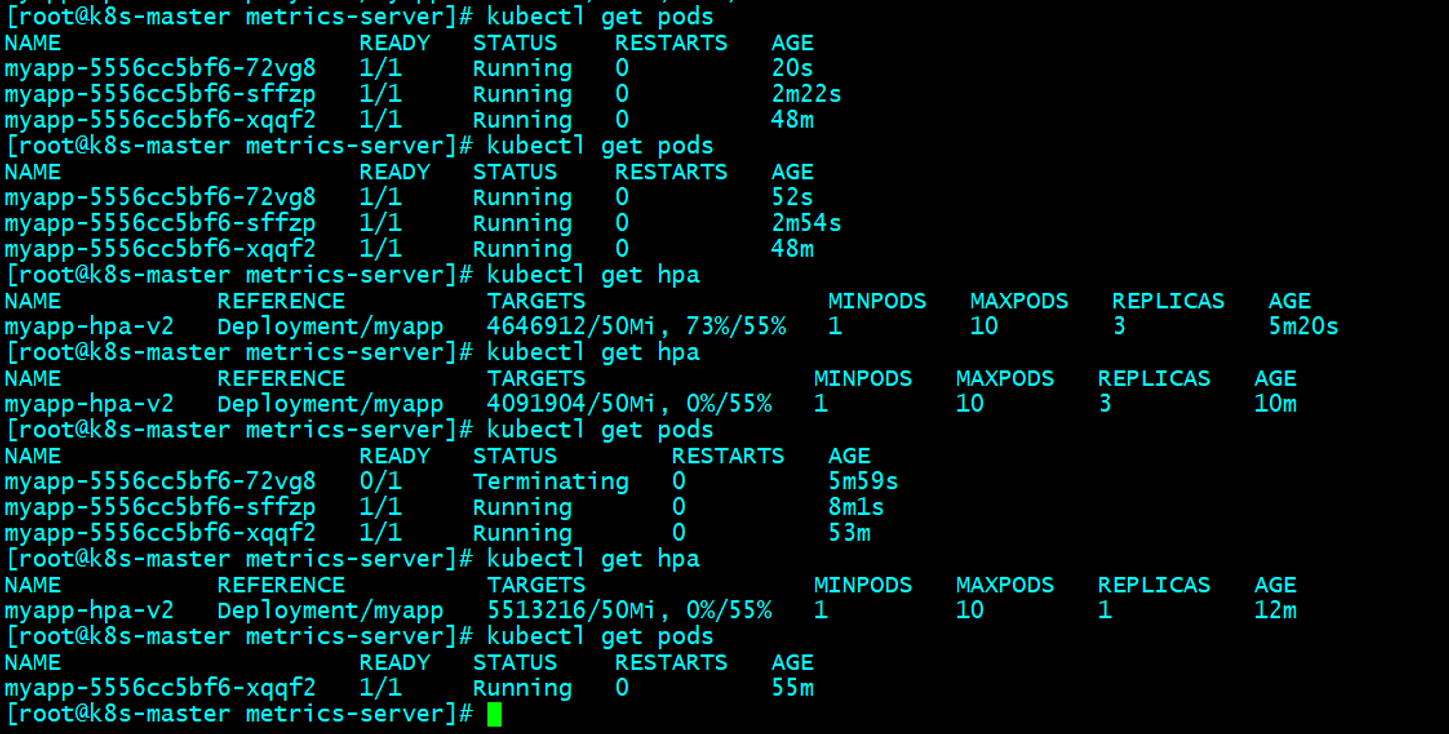 [root@k8s-master metrics-server]# kubectl get pods
NAME                     READY   STATUS    RESTARTS   AGE
myapp-5556cc5bf6-72vg8   1/1     Running   0          20s
myapp-5556cc5bf6-sffzp   1/1     Running   0          2m22s
myapp-5556cc5bf6-xqqf2   1/1     Running   0          48m
[root@k8s-master metrics-server]# kubectl get pods
NAME                     READY   STATUS    RESTARTS   AGE
myapp-5556cc5bf6-72vg8   1/1     Running   0          52s
myapp-5556cc5bf6-sffzp   1/1     Running   0          2m54s
myapp-5556cc5bf6-xqqf2   1/1     Running   0          48m
[root@k8s-master metrics-server]# kubectl get hpa
NAME           REFERENCE          TARGETS                 MINPODS   MAXPODS   REPLICAS   AGE
myapp-hpa-v2   Deployment/myapp   4646912/50Mi, 73%/55%   1         10        3          5m20s
[root@k8s-master metrics-server]# kubectl get hpa
NAME           REFERENCE          TARGETS                MINPODS   MAXPODS   REPLICAS   AGE
myapp-hpa-v2   Deployment/myapp   4091904/50Mi, 0%/55%   1         10        3          10m
[root@k8s-master metrics-server]# kubectl get pods
NAME                     READY   STATUS        RESTARTS   AGE
myapp-5556cc5bf6-72vg8   0/1     Terminating   0          5m59s
myapp-5556cc5bf6-sffzp   1/1     Running       0          8m1s
myapp-5556cc5bf6-xqqf2   1/1     Running       0          53m
[root@k8s-master metrics-server]# kubectl get hpa
NAME           REFERENCE          TARGETS                MINPODS   MAXPODS   REPLICAS   AGE
myapp-hpa-v2   Deployment/myapp   5513216/50Mi, 0%/55%   1         10        1          12m
[root@k8s-master metrics-server]# kubectl get pods
NAME                     READY   STATUS    RESTARTS   AGE
myapp-5556cc5bf6-xqqf2   1/1     Running   0          55m
[root@k8s-master metrics-server]#